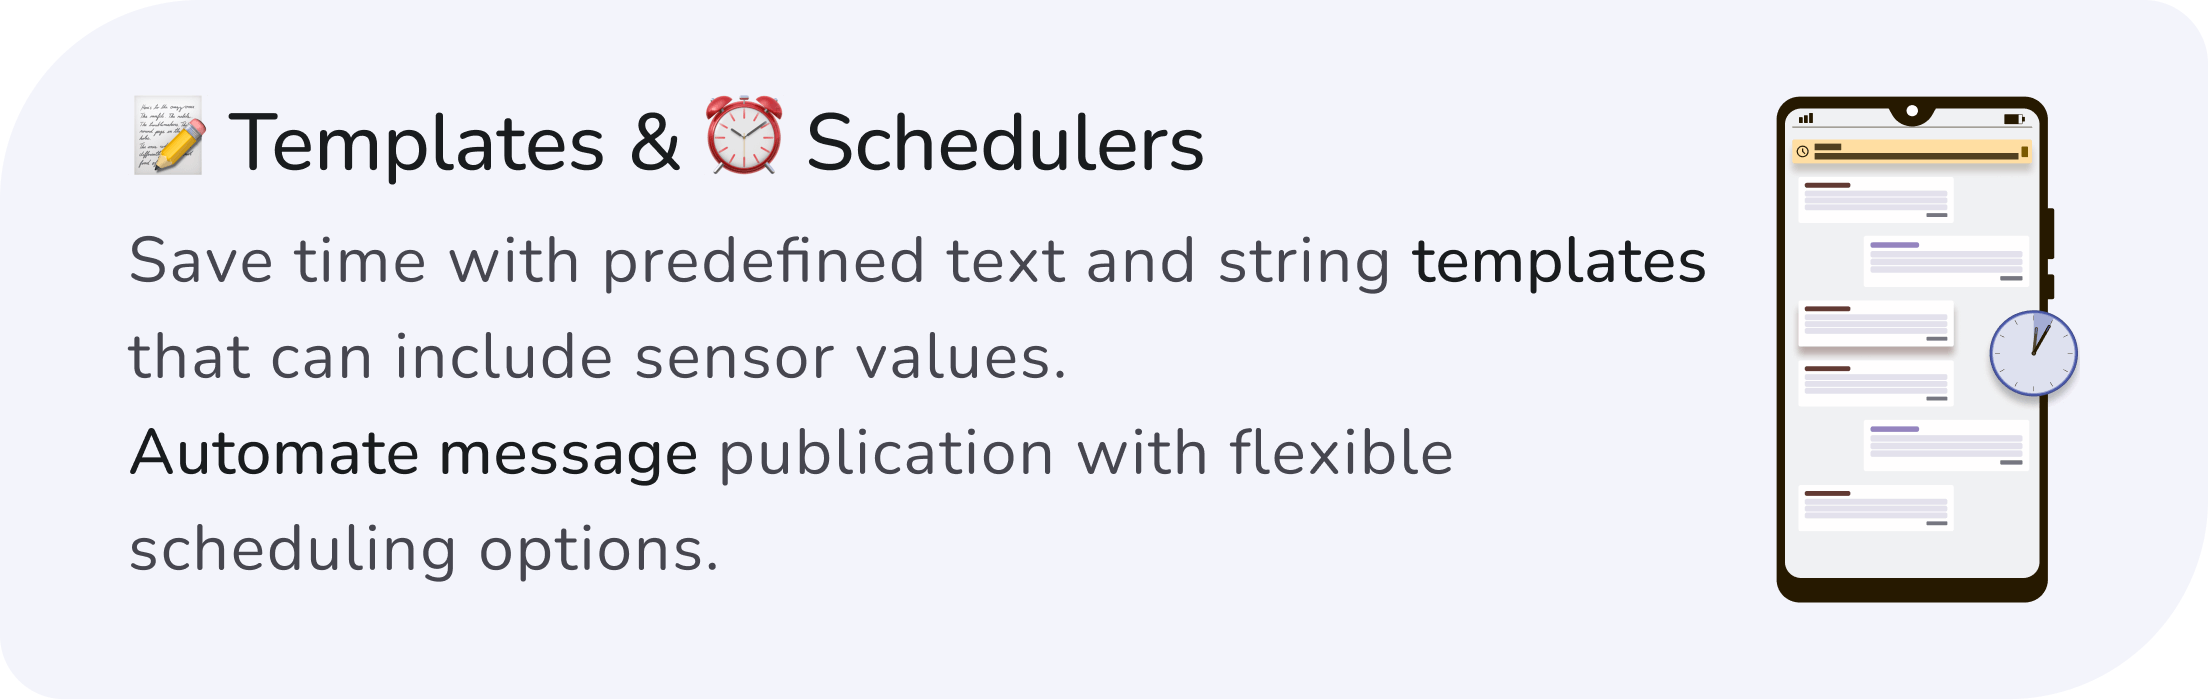 📝 Templates & ⏰ Schedulers
Save time with predefined text and string templates
that can include sensor values.
Automate message publication with flexible
scheduling options.